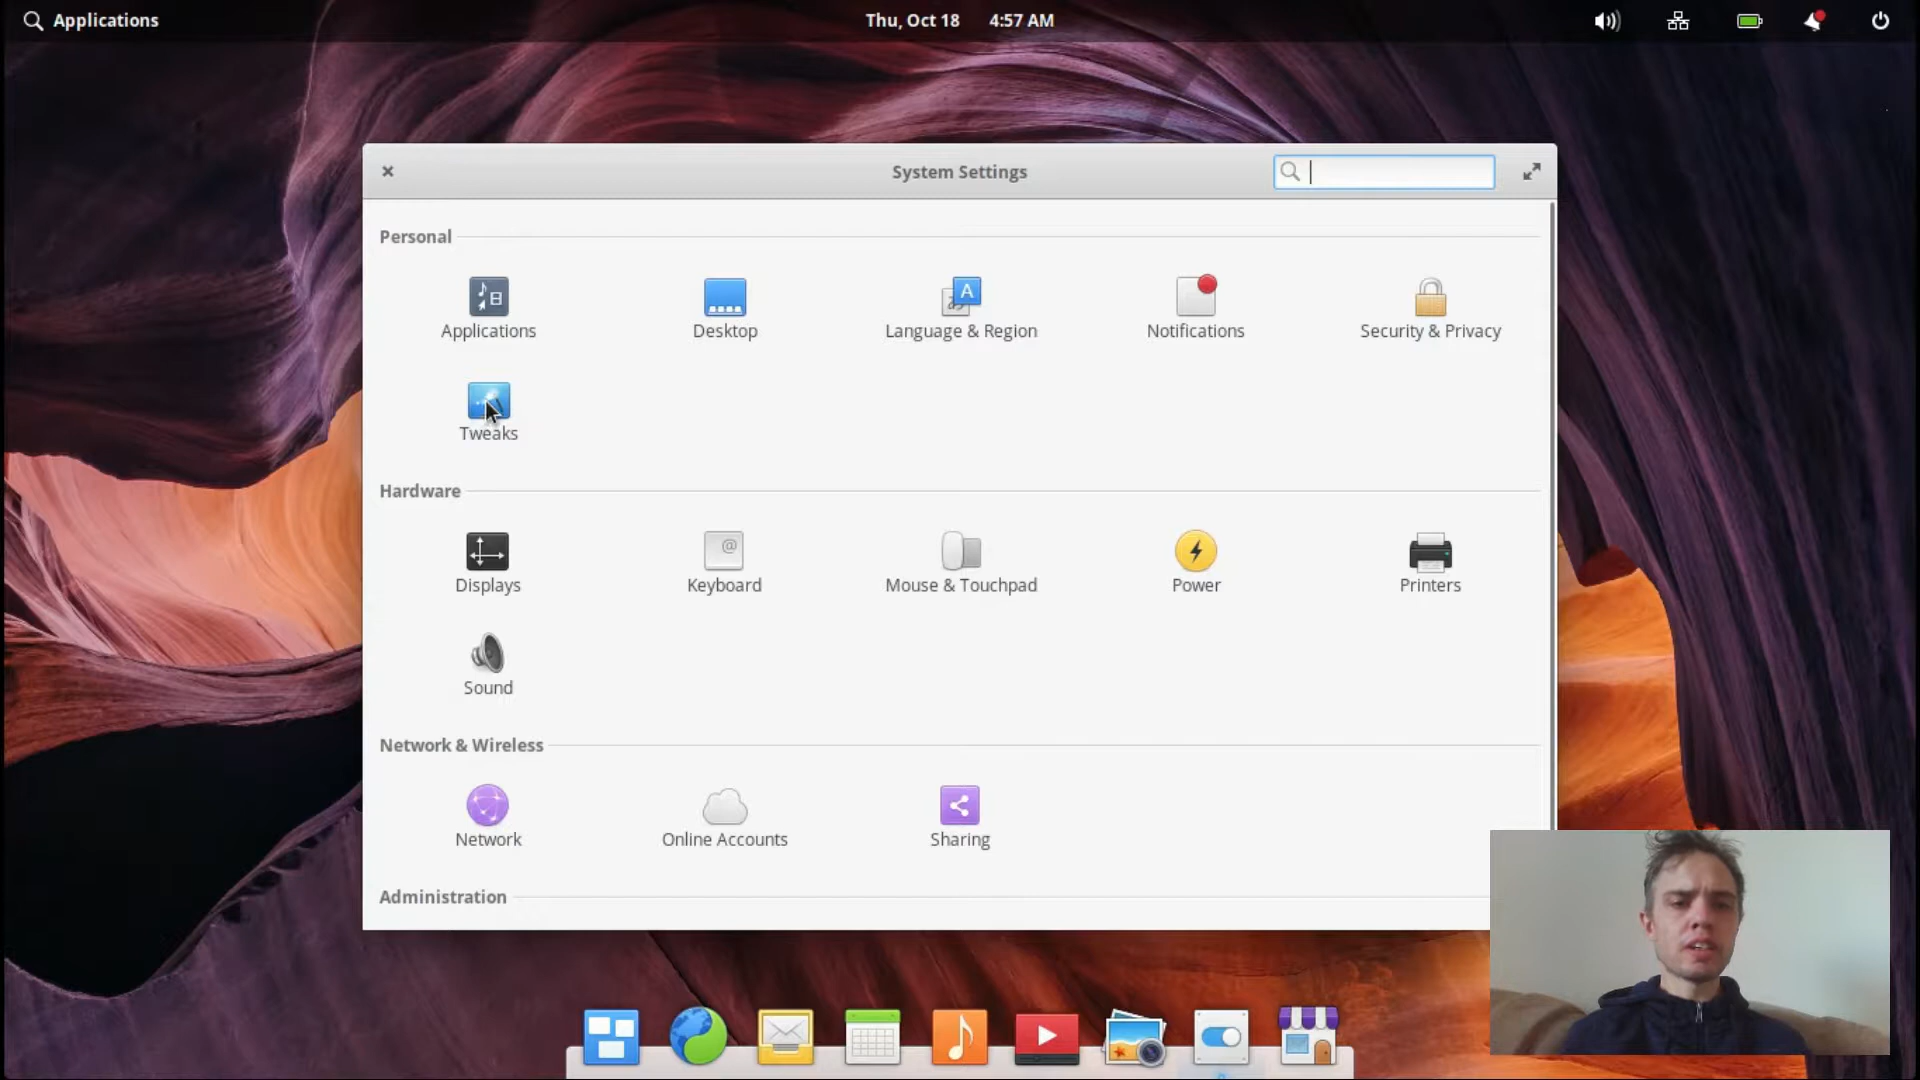 Applications
Thu, Oct 18 4:57 AM
System Settings
Personal
Applications
Desktop
Language & Region
Notifications
Security & Privacy
Tweaks
Hardware
Displays
Keyboard
Mouse & Touchpad
Power
Printers
Sound
Network & Wireless
Network
Online Accounts
Sharing
Administration